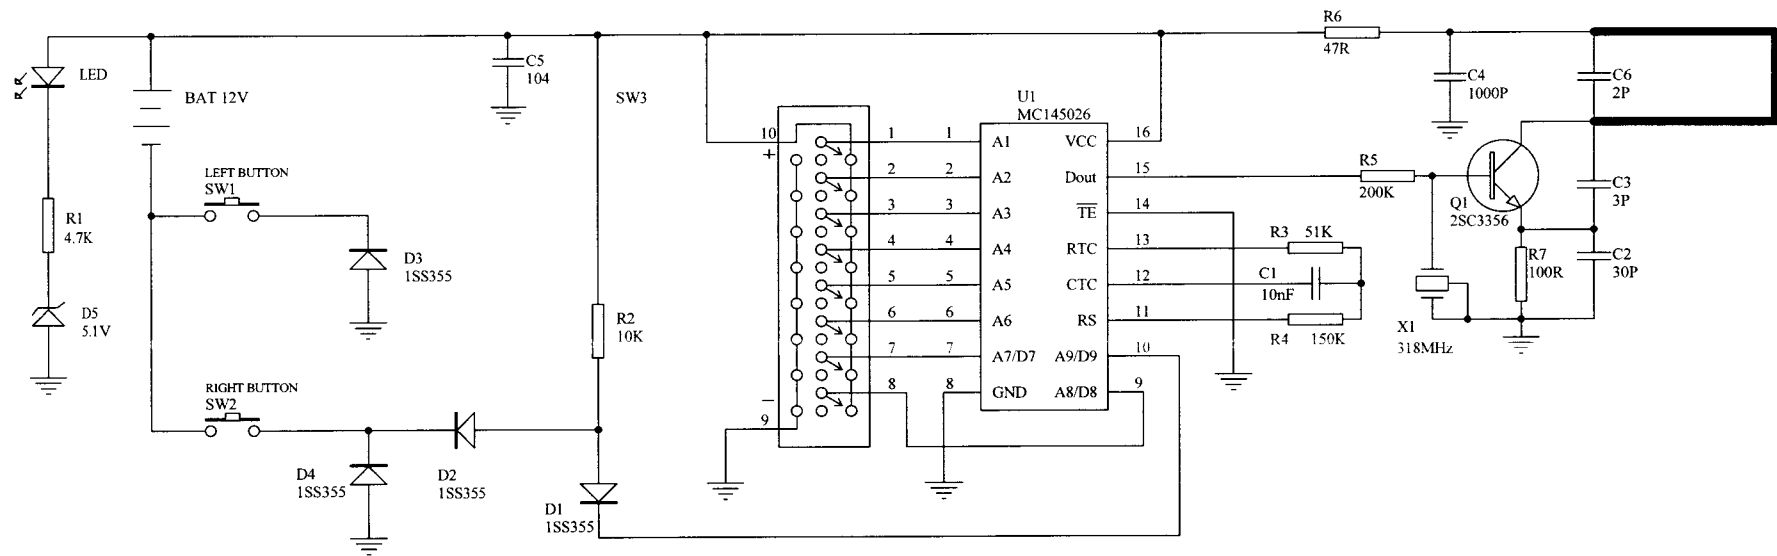 LED
BAT 12V
C5
104
SW3
R6
47R
C4
1000P
C6
2P
U1
MC145026
LEFT BUTTON
SW1
R1
4.7K
D3
1SS355
D5
5.1V
R2
10K
RIGHT BUTTON
SW2
D4
1SS355
D2
1SS355
D1
1SS355
10
+
1
2
3
4
5
6
7
8
−
9
1 A1 VCC 16
2 A2 Dout 15
3 A3 TE 14
4 A4 RTC 13
5 A5 CTC 12
6 A6 RS 11
7 A7/D7 A9/D9 10
8 GND A8/D8 9
R5
200K
Q1
2SC3356
C3
3P
R3 51K
C1
10nF
R4 150K
R7
100R
C2
30P
X1
318MHz